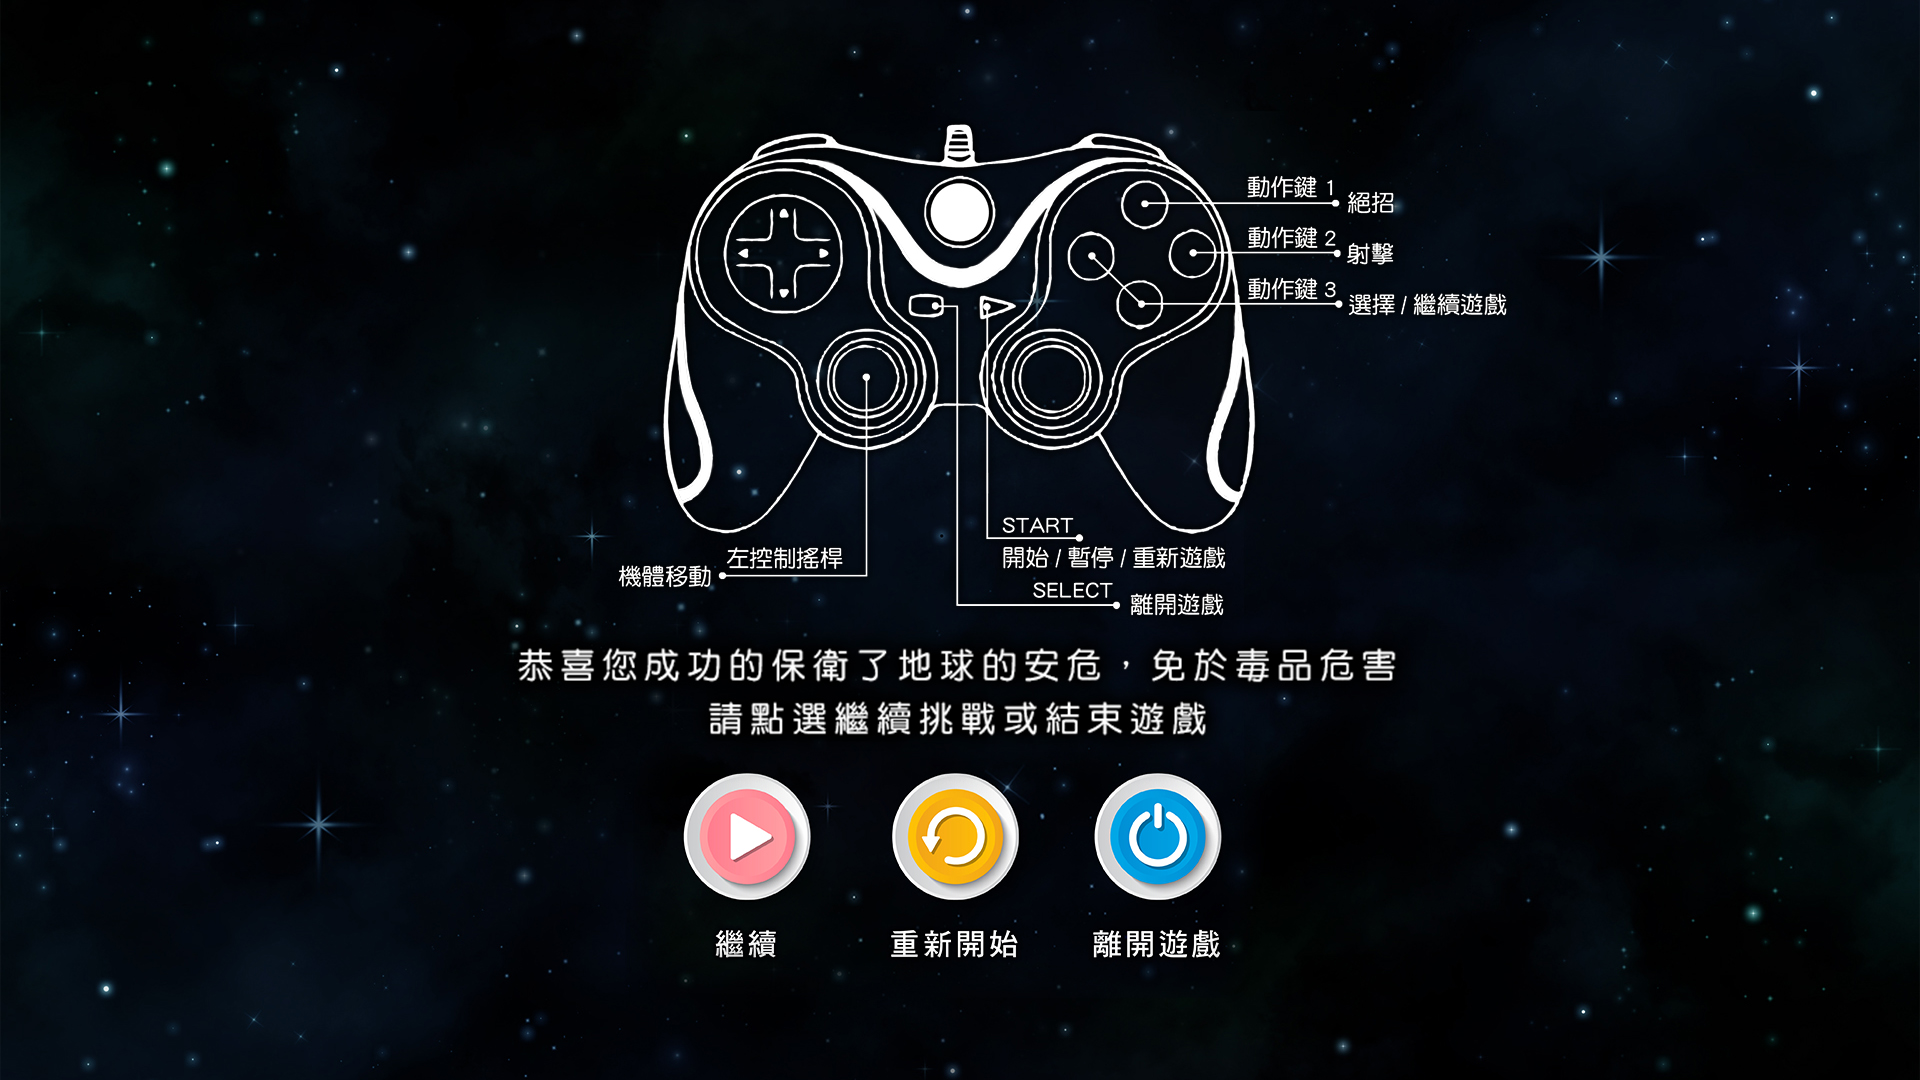 動作鍵 1
絕招
動作鍵 2
射擊
動作鍵 3
選擇 / 繼續遊戲
START
開始 / 暫停 / 重新遊戲
左控制搖桿
機體移動
SELECT
離開遊戲
恭喜您成功的保衛了地球的安危，免於毒品危害
請點選繼續挑戰或結束遊戲
繼續
重新開始
離開遊戲